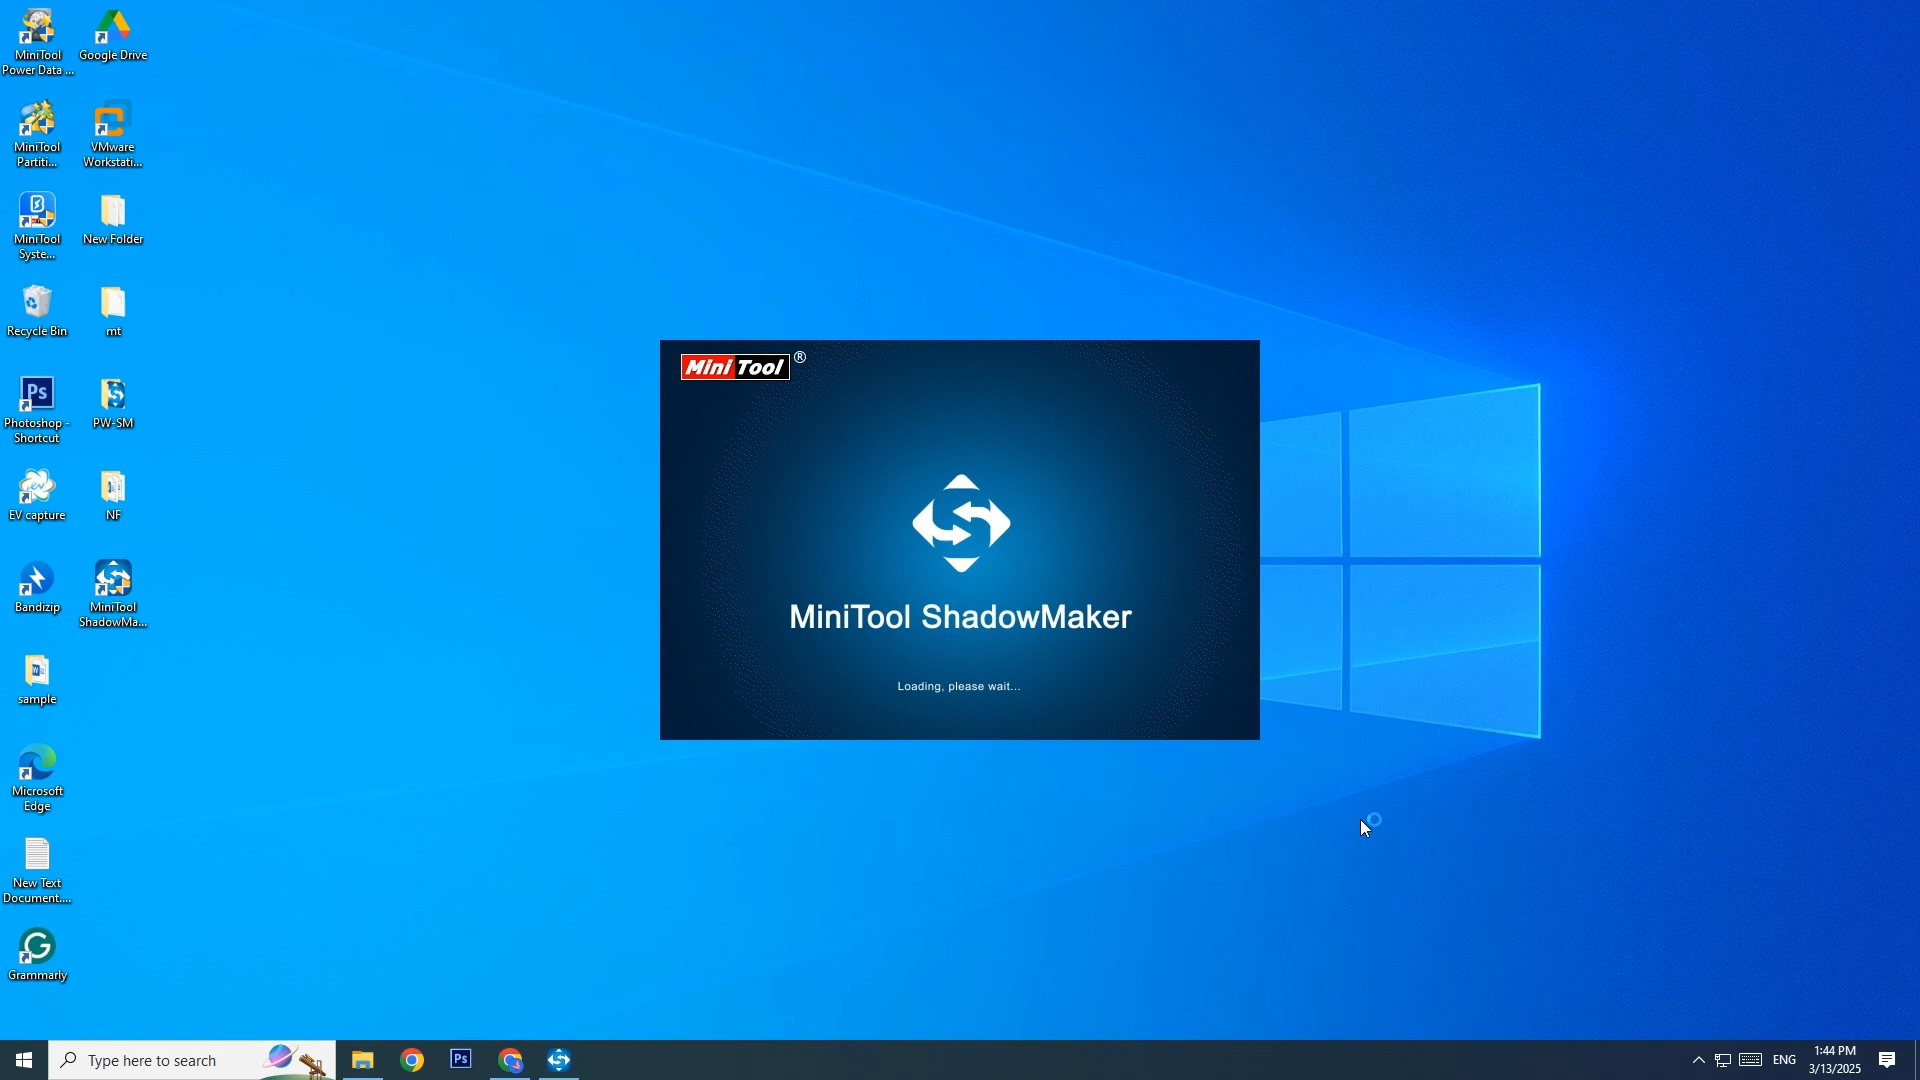 MiniTool
Power Data ...
Google Drive
MiniTool
Partiti...
VMware
Workstati...
MiniTool
Syste...
New Folder
Recycle Bin
mt
Ps
Photoshop -
Shortcut
PW-SM
EV capture
NF
Bandizip
MiniTool
ShadowMa...
sample
Microsoft
Edge
New Text
Document....
Grammarly
Mini Tool ®
MiniTool ShadowMaker
Loading, please wait...
Type here to search
Ps
ENG
1:44 PM
3/13/2025